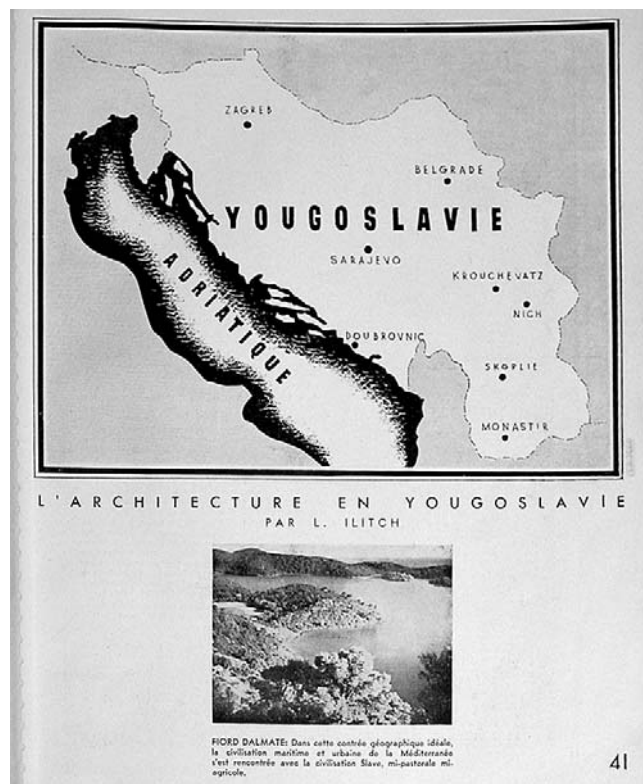 ZAGREB
BELGRADE
YOUGOSLAVIE
SARAJEVO
ADRIATIQUE
KROUCHEVATZ
NICH
DOUBROVNIC
SKOPLIE
MONASTIR
L'ARCHITECTURE EN YOUGOSLAVIE
PAR L. ILITCH
FIORD DALMATE: Dans cette contrée géographique idéale,
la civilisation maritime et urbaine de la Méditerranée
s'est rencontrée avec la civilisation Slave, mi-pastorale mi-
agricole.
41